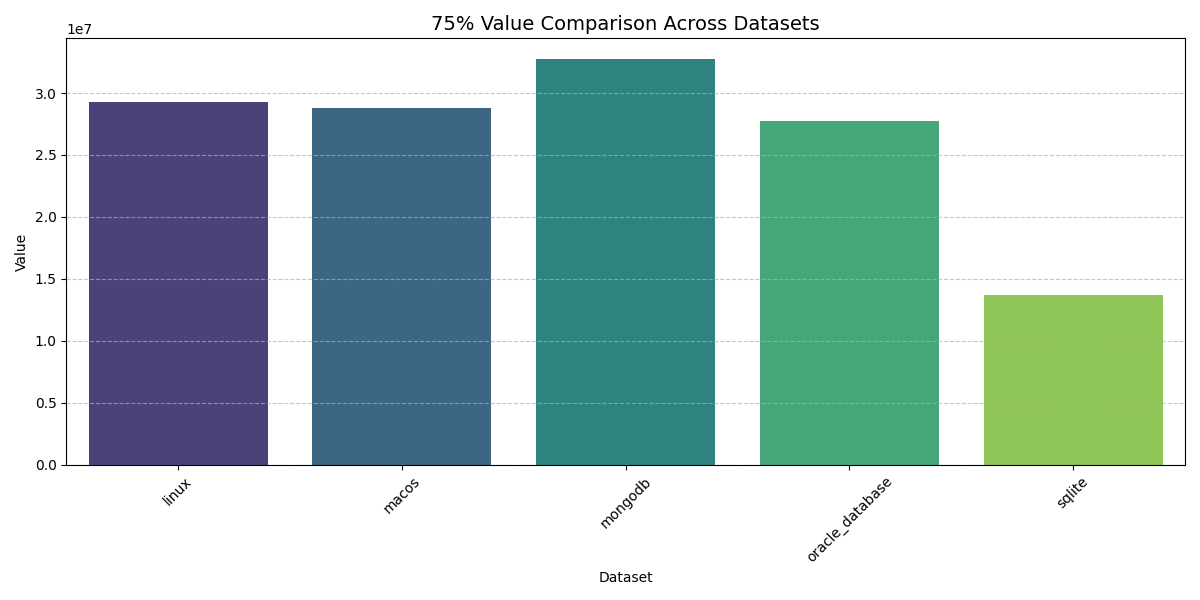 75% Value Comparison Across Datasets
1e7
3.0
2.5
2.0
1.5
1.0
0.5
0.0
Value
linux
macos
mongodb
oracle_database
sqlite
Dataset